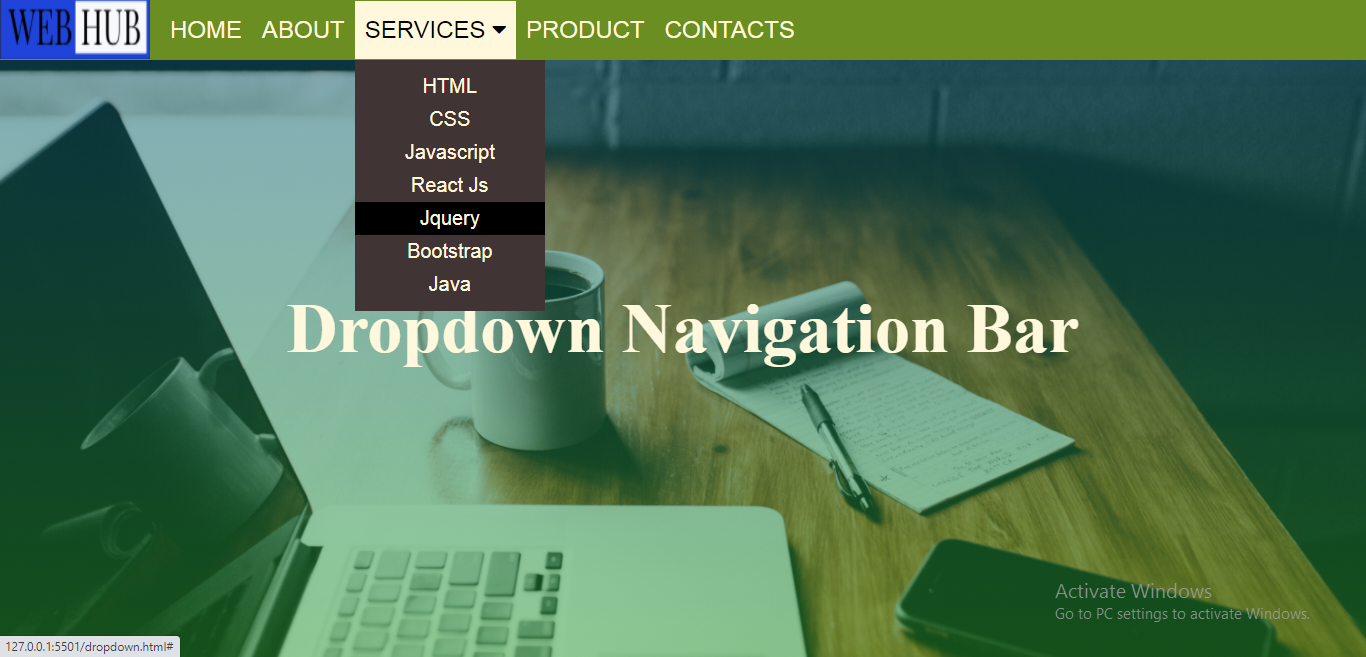 WEB HUB HOME ABOUT SERVICES PRODUCT CONTACTS
HTML
CSS
Javascript
React Js
Jquery
Bootstrap
Java
Dropdown Navigation Bar
Activate Windows
Go to PC settings to activate Windows.
127.0.0.1:5501/dropdown.html#